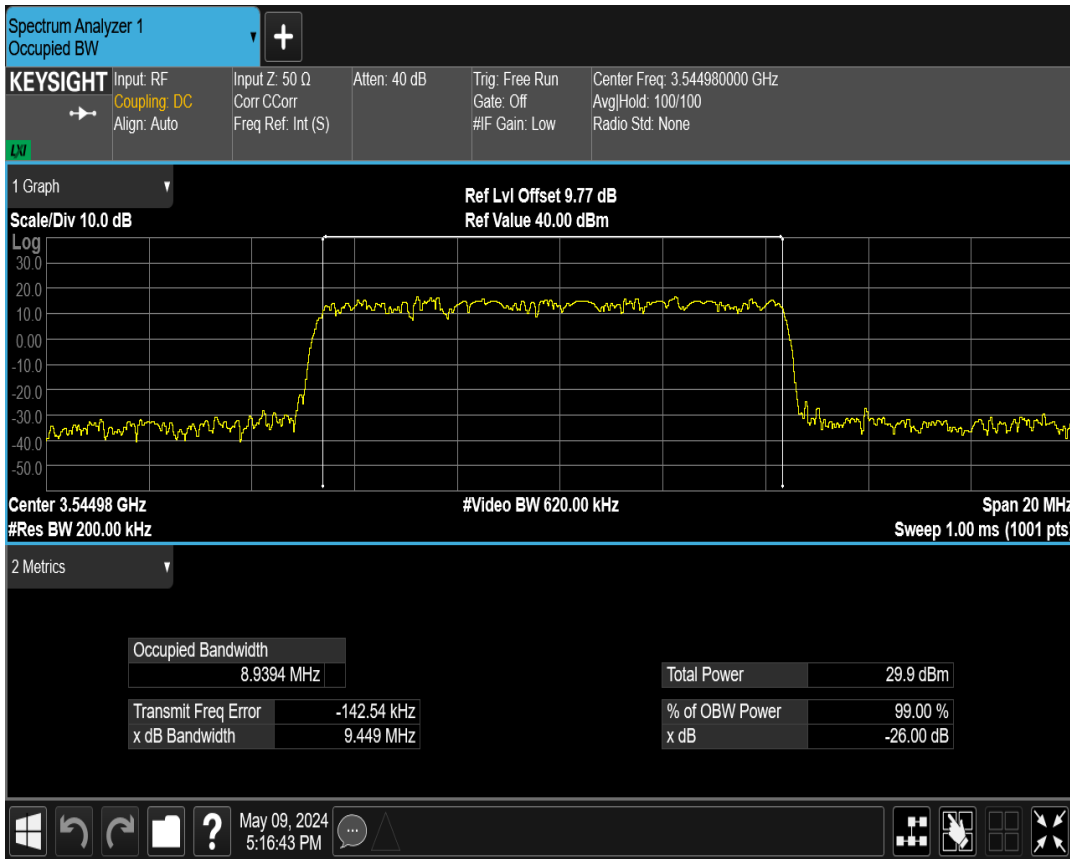 Spectrum Analyzer 1
Occupied BW
+
KEYSIGHT
LXI
Input: RF
Coupling: DC
Align: Auto
Input Z: 50 Ω
Corr CCorr
Freq Ref: Int (S)
Atten: 40 dB
Trig: Free Run
Gate: Off
#IF Gain: Low
Center Freq: 3.544980000 GHz
Avg|Hold: 100/100
Radio Std: None
1 Graph
Ref Lvl Offset 9.77 dB
Scale/Div 10.0 dB
Ref Value 40.00 dBm
Log
30.0
20.0
10.0
0.00
-10.0
-20.0
-30.0
-40.0
-50.0
Center 3.54498 GHz
#Video BW 620.00 kHz
Span 20 MHz
#Res BW 200.00 kHz
Sweep 1.00 ms (1001 pts)
2 Metrics
Occupied Bandwidth
8.9394 MHz
Total Power 29.9 dBm
Transmit Freq Error -142.54 kHz
% of OBW Power 99.00 %
x dB Bandwidth 9.449 MHz
x dB -26.00 dB
?
May 09, 2024
5:16:43 PM